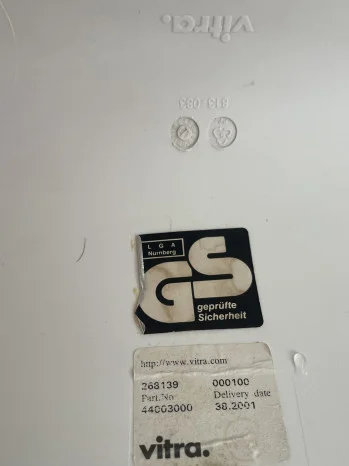 vitra.
L G A
Nürnberg
GS
geprüfte
Sicherheit
http://www.vitra.com
268139 000100
Part.No Delivery date
44003000 38.2001
vitra.